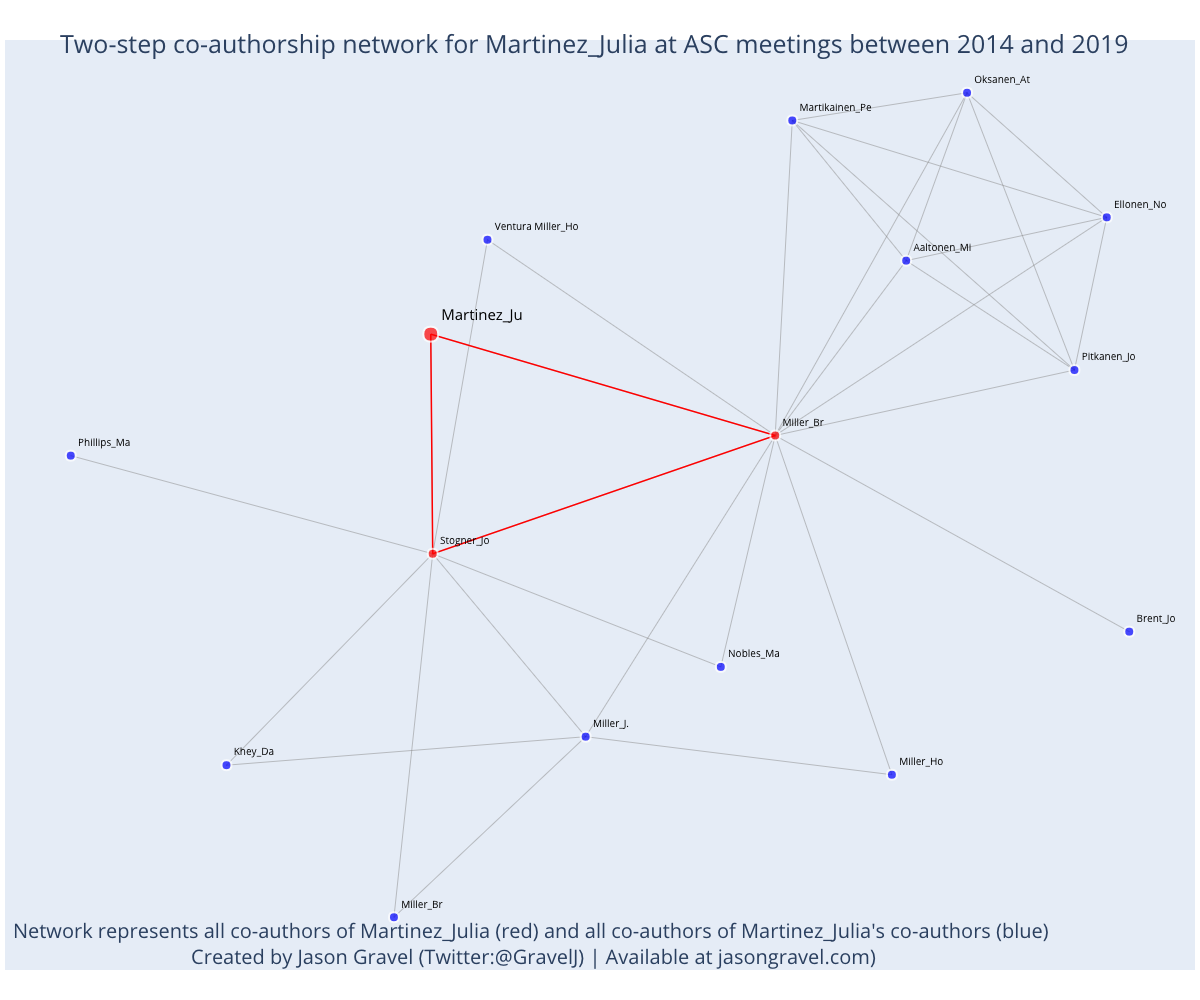 Two-step co-authorship network for Martinez_Julia at ASC meetings between 2014 and 2019
Oksanen_At
Martikainen_Pe
Ellonen_No
Ventura Miller_Ho
Aaltonen_Mi
Martinez_Ju
Pitkanen_Jo
Miller_Br
Phillips_Ma
Stogner_Jo
Brent_Jo
Nobles_Ma
Miller_J.
Khey_Da
Miller_Ho
Miller_Br
Network represents all co-authors of Martinez_Julia (red) and all co-authors of Martinez_Julia's co-authors (blue)
Created by Jason Gravel (Twitter:@GravelJ) | Available at jasongravel.com)